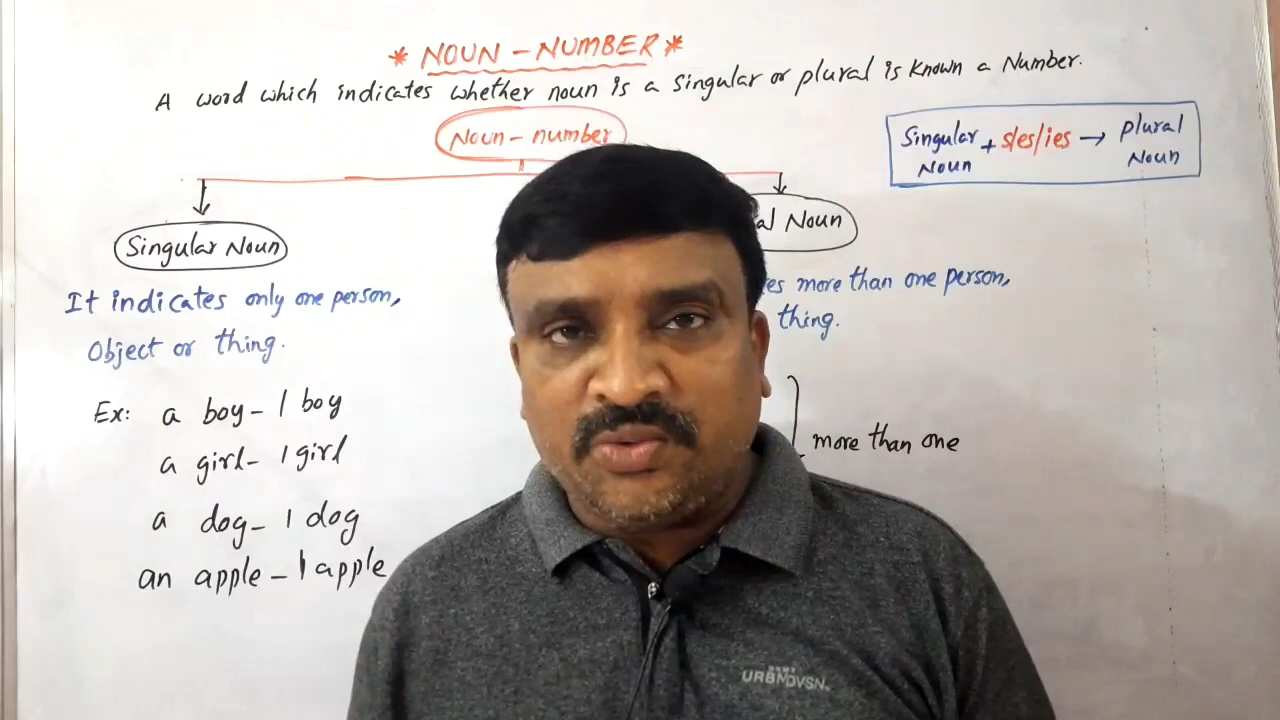 * NOUN - NUMBER *
A word which indicates whether noun is a singular or plural is known a Number.
Noun - number
Singular Noun + s/es/ies → plural Noun
Singular Noun
Noun
It indicates only one person,
Object or thing.
more than one person,
thing.
Ex: a boy - 1 boy
a girl - 1 girl
a dog - 1 dog
an apple - 1 apple
more than one
URBNOVSN.